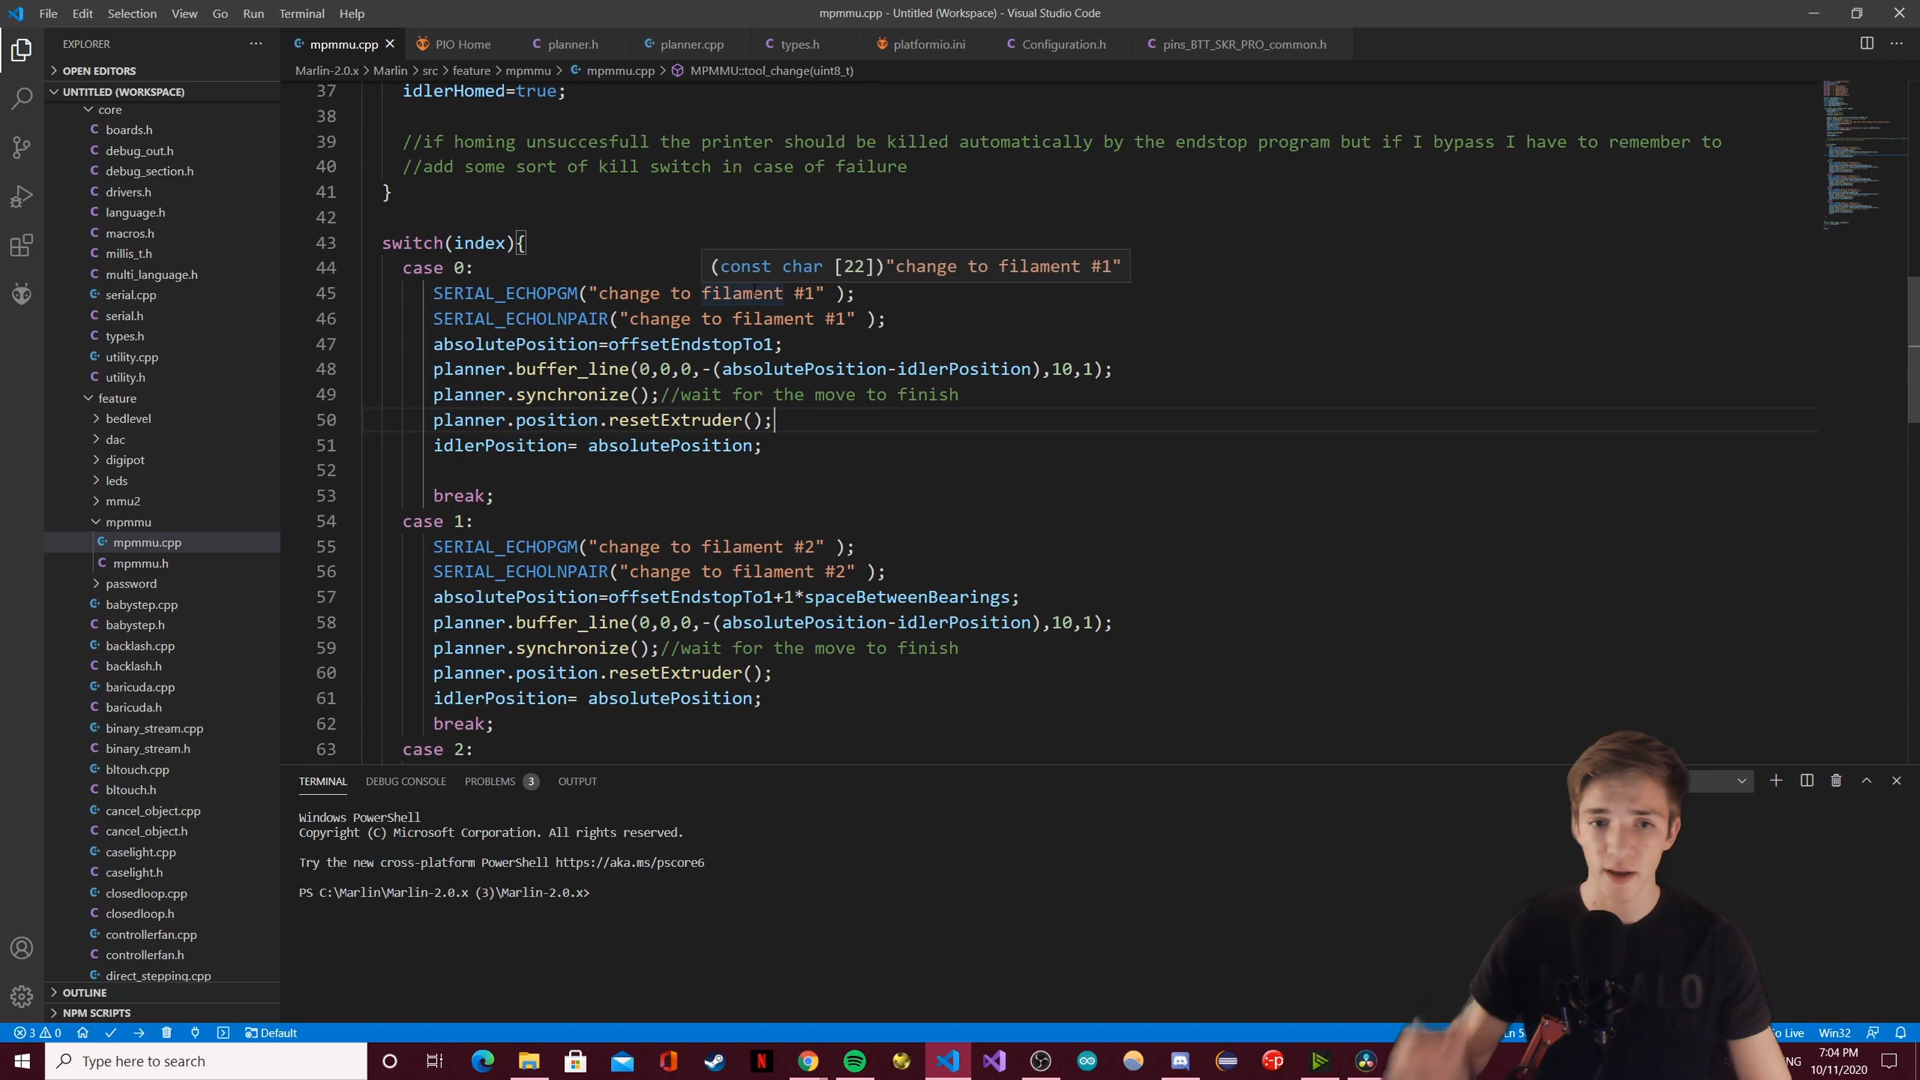 File Edit Selection View Go Run Terminal Help
mpmmu.cpp - Untitled (Workspace) - Visual Studio Code
EXPLORER
mpmmu.cpp PIO Home planner.h planner.cpp types.h platformio.ini Configuration.h pins_BTT_SKR_PRO_common.h
OPEN EDITORS
Marlin-2.0.x > Marlin > src > feature > mpmmu > mpmmu.cpp > MPMMU::tool_change(uint8_t)
UNTITLED (WORKSPACE)
core
boards.h
debug_out.h
debug_section.h
drivers.h
language.h
macros.h
millis_t.h
multi_language.h
serial.cpp
serial.h
types.h
utility.cpp
utility.h
feature
bedlevel
dac
digipot
leds
mmu2
mpmmu
mpmmu.cpp
mpmmu.h
password
babystep.cpp
babystep.h
backlash.cpp
backlash.h
baricuda.cpp
baricuda.h
binary_stream.cpp
binary_stream.h
bltouch.cpp
bltouch.h
cancel_object.cpp
cancel_object.h
caselight.cpp
caselight.h
closedloop.cpp
closedloop.h
controllerfan.cpp
controllerfan.h
direct_stepping.cpp
OUTLINE
NPM SCRIPTS
37 idlerHomed=true;
38
39 //if homing unsuccesfull the printer should be killed automatically by the endstop program but if I bypass I have to remember to
40 //add some sort of kill switch in case of failure
41 }
42
43 switch(index){
44 case 0:
(const char [22])"change to filament #1"
45 SERIAL_ECHOPGM("change to filament #1" );
46 SERIAL_ECHOLNPAIR("change to filament #1" );
47 absolutePosition=offsetEndstopTo1;
48 planner.buffer_line(0,0,0,-(absolutePosition-idlerPosition),10,1);
49 planner.synchronize();//wait for the move to finish
50 planner.position.resetExtruder();
51 idlerPosition= absolutePosition;
52
53 break;
54 case 1:
55 SERIAL_ECHOPGM("change to filament #2" );
56 SERIAL_ECHOLNPAIR("change to filament #2" );
57 absolutePosition=offsetEndstopTo1+1*spaceBetweenBearings;
58 planner.buffer_line(0,0,0,-(absolutePosition-idlerPosition),10,1);
59 planner.synchronize();//wait for the move to finish
60 planner.position.resetExtruder();
61 idlerPosition= absolutePosition;
62 break;
63 case 2:
TERMINAL DEBUG CONSOLE PROBLEMS 3 OUTPUT
Windows PowerShell
Copyright (C) Microsoft Corporation. All rights reserved.
Try the new cross-platform PowerShell https://aka.ms/pscore6
PS C:\Marlin\Marlin-2.0.x (3)\Marlin-2.0.x>
3 0 Default
Ln 5
Go Live Win32
Type here to search
ENG
7:04 PM
10/11/2020